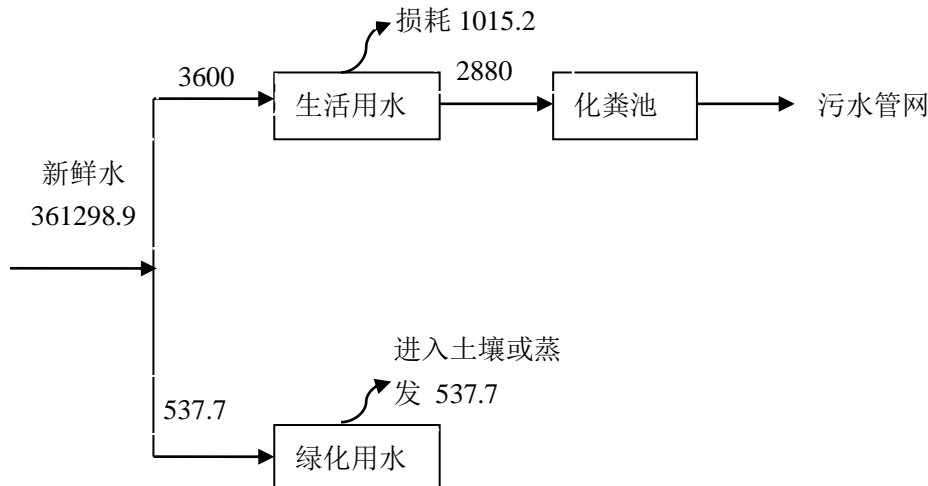 损耗 1015.2
3600
2880
生活用水
化粪池
污水管网
新鲜水
361298.9
进入土壤或蒸
发 537.7
537.7
绿化用水